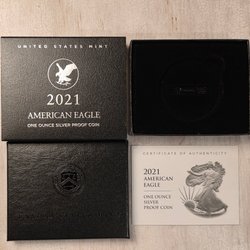 UNITED STATES MINT
2021
AMERICAN EAGLE
ONE OUNCE SILVER PROOF COIN
CERTIFICATE OF AUTHENTICITY
2021
AMERICAN
EAGLE
ONE OUNCE
SILVER
PROOF COIN